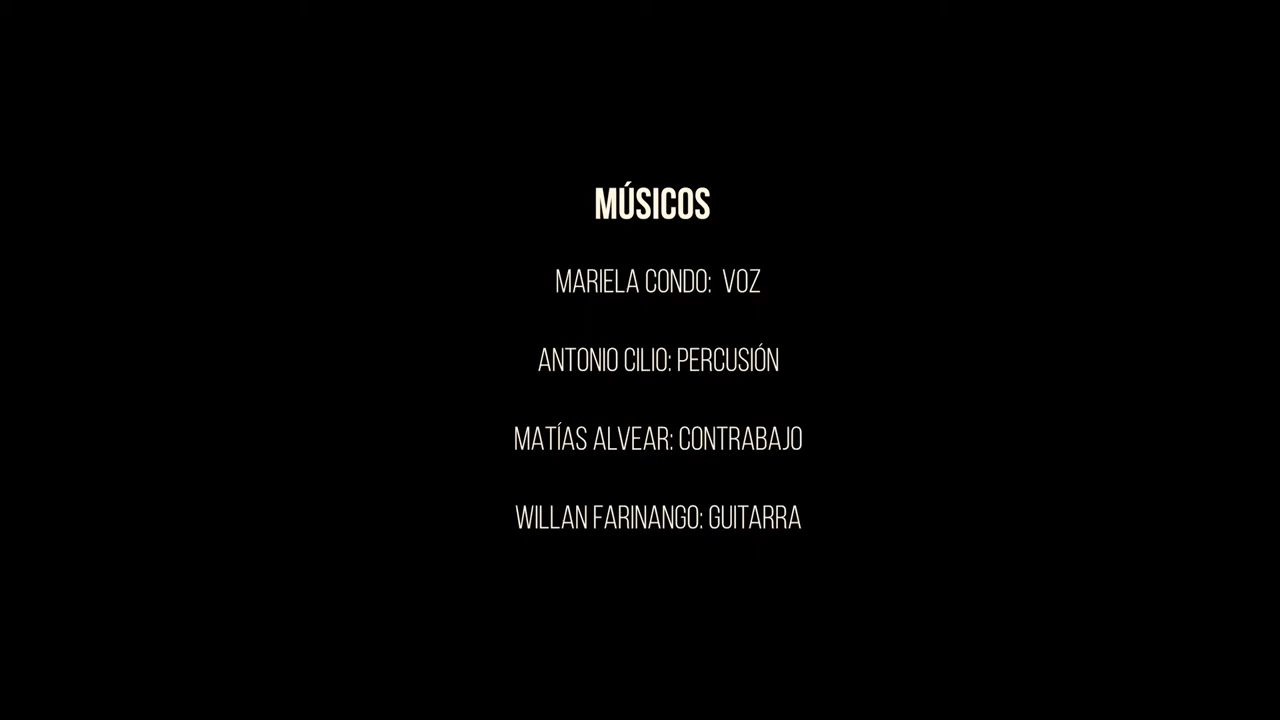 MÚSICOS
MARIELA CONDO: VOZ
ANTONIO CILIO: PERCUSIÓN
MATÍAS ALVEAR: CONTRABAJO
WILLAN FARINANGO: GUITARRA